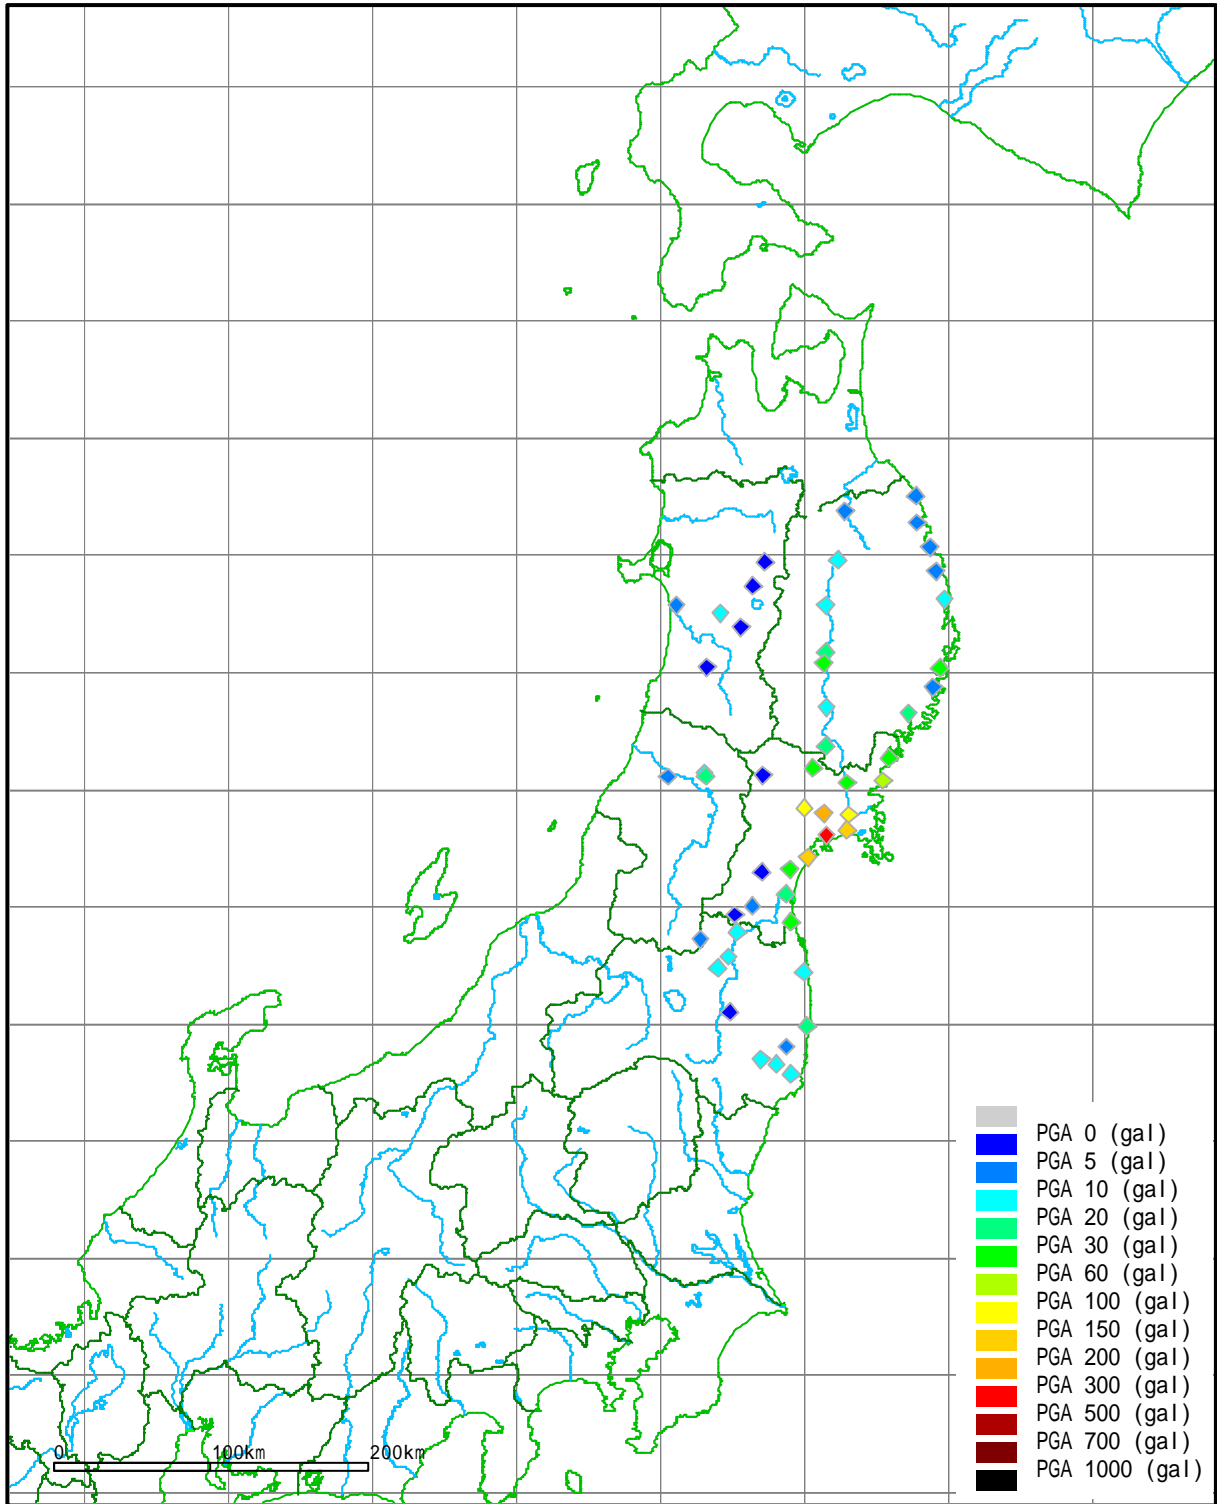 PGA 0 (gal)
PGA 5 (gal)
PGA 10 (gal)
PGA 20 (gal)
PGA 30 (gal)
PGA 60 (gal)
PGA 100 (gal)
PGA 150 (gal)
PGA 200 (gal)
PGA 300 (gal)
PGA 500 (gal)
PGA 700 (gal)
PGA 1000 (gal)
0 100km 200km